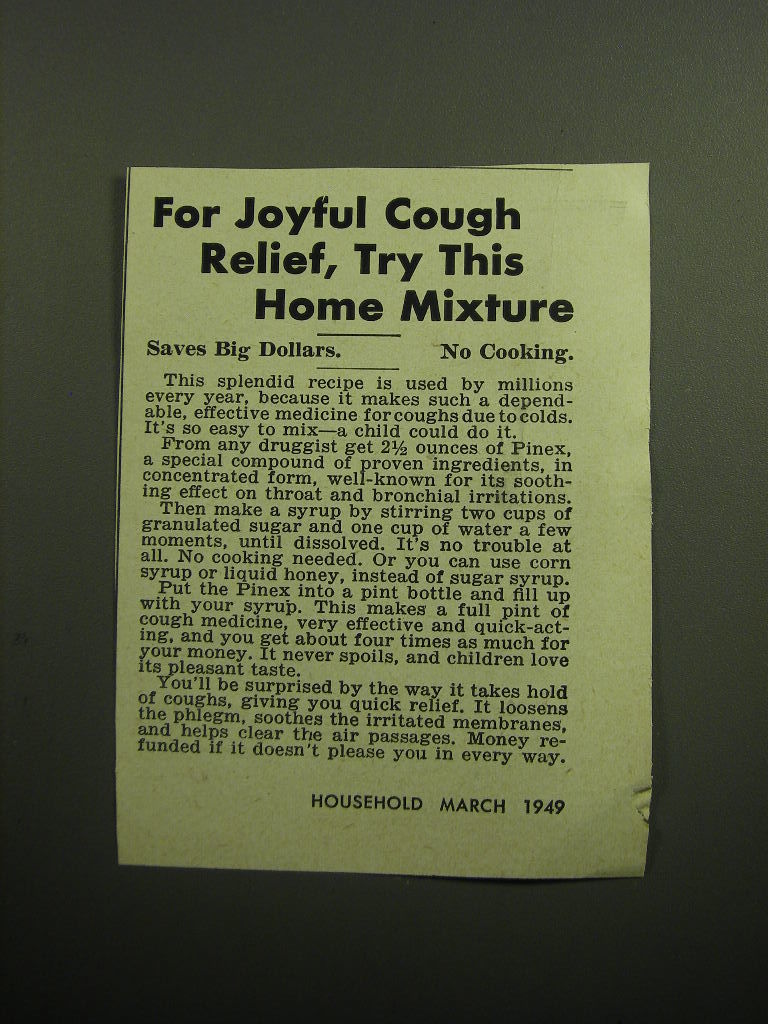 For Joyful Cough
Relief, Try This
Home Mixture
Saves Big Dollars. No Cooking.
This splendid recipe is used by millions
every year, because it makes such a depend-
able, effective medicine for coughs due to colds.
It's so easy to mix—a child could do it.
From any druggist get 2½ ounces of Pinex,
a special compound of proven ingredients, in
concentrated form, well-known for its sooth-
ing effect on throat and bronchial irritations.
Then make a syrup by stirring two cups of
granulated sugar and one cup of water a few
moments, until dissolved. It's no trouble at
all. No cooking needed. Or you can use corn
syrup or liquid honey, instead of sugar syrup.
Put the Pinex into a pint bottle and fill up
with your syrup. This makes a full pint of
cough medicine, very effective and quick-act-
ing, and you get about four times as much for
your money. It never spoils, and children love
its pleasant taste.
You'll be surprised by the way it takes hold
of coughs, giving you quick relief. It loosens
the phlegm, soothes the irritated membranes,
and helps clear the air passages. Money re-
funded if it doesn't please you in every way.
HOUSEHOLD MARCH 1949